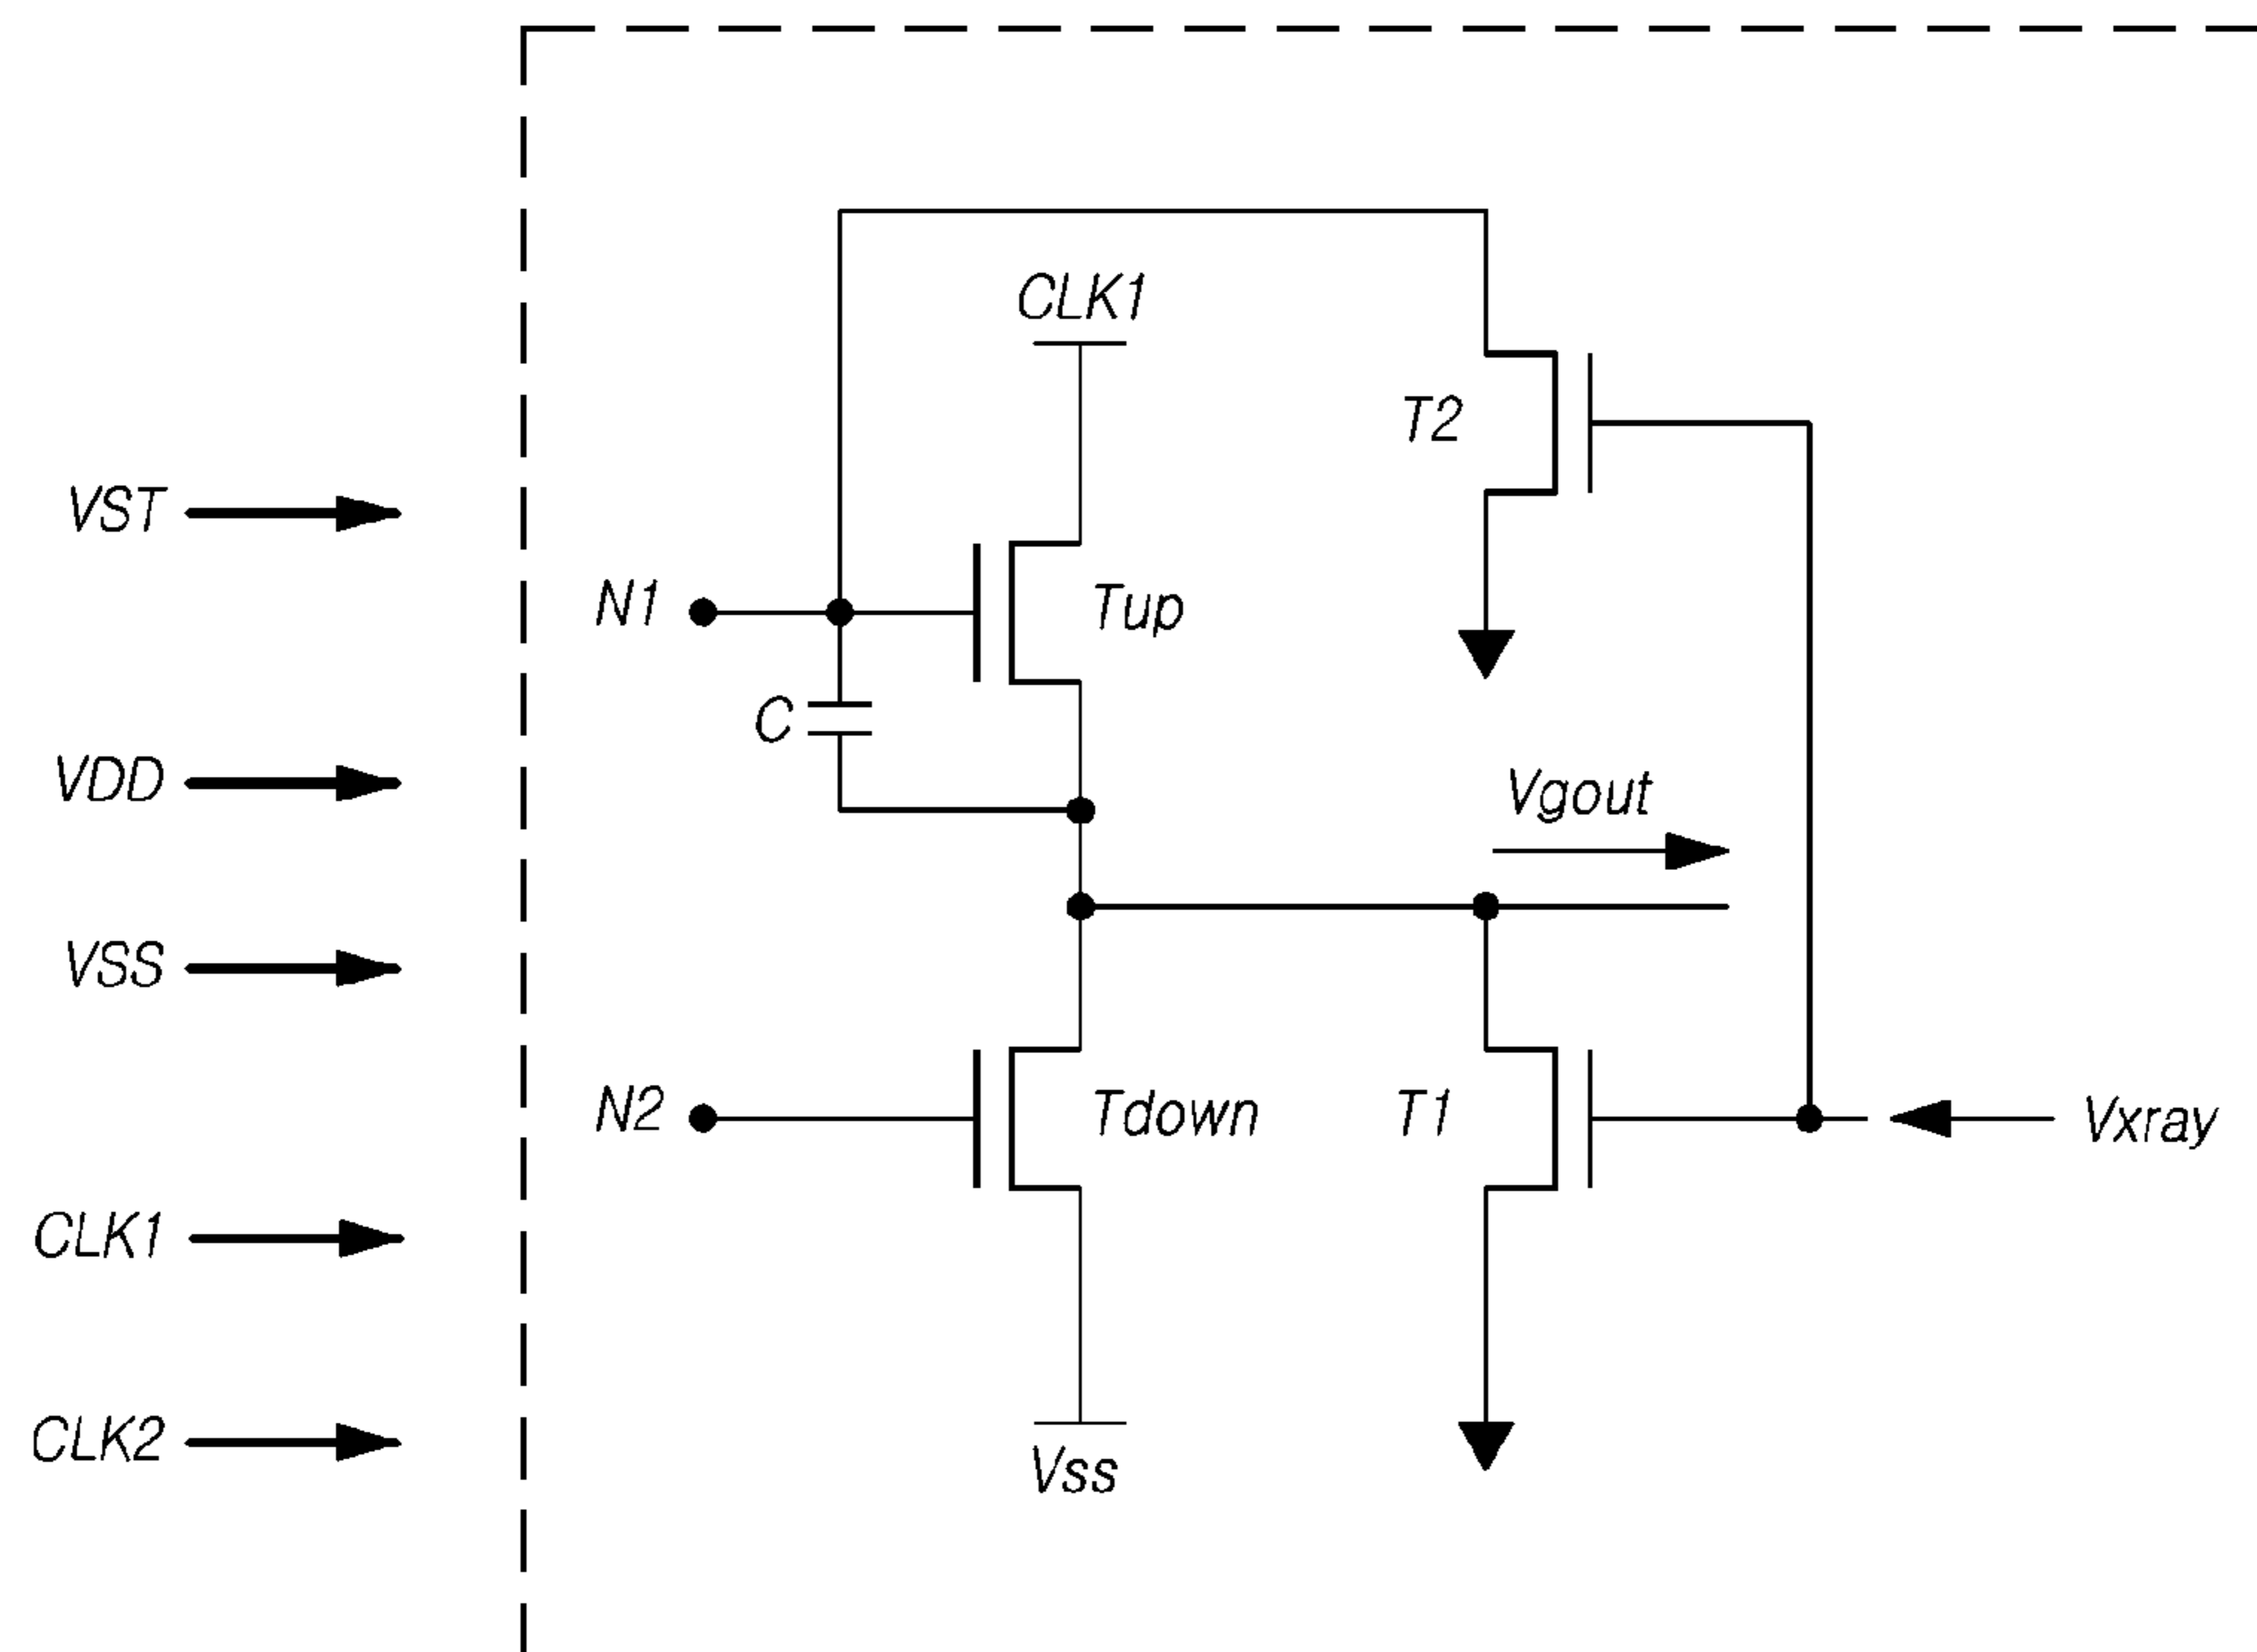 CLK1
T2
VST
N1
Tup
C
VDD
Vgout
VSS
N2
Tdown
T1
Vxray
CLK1
CLK2
Vss